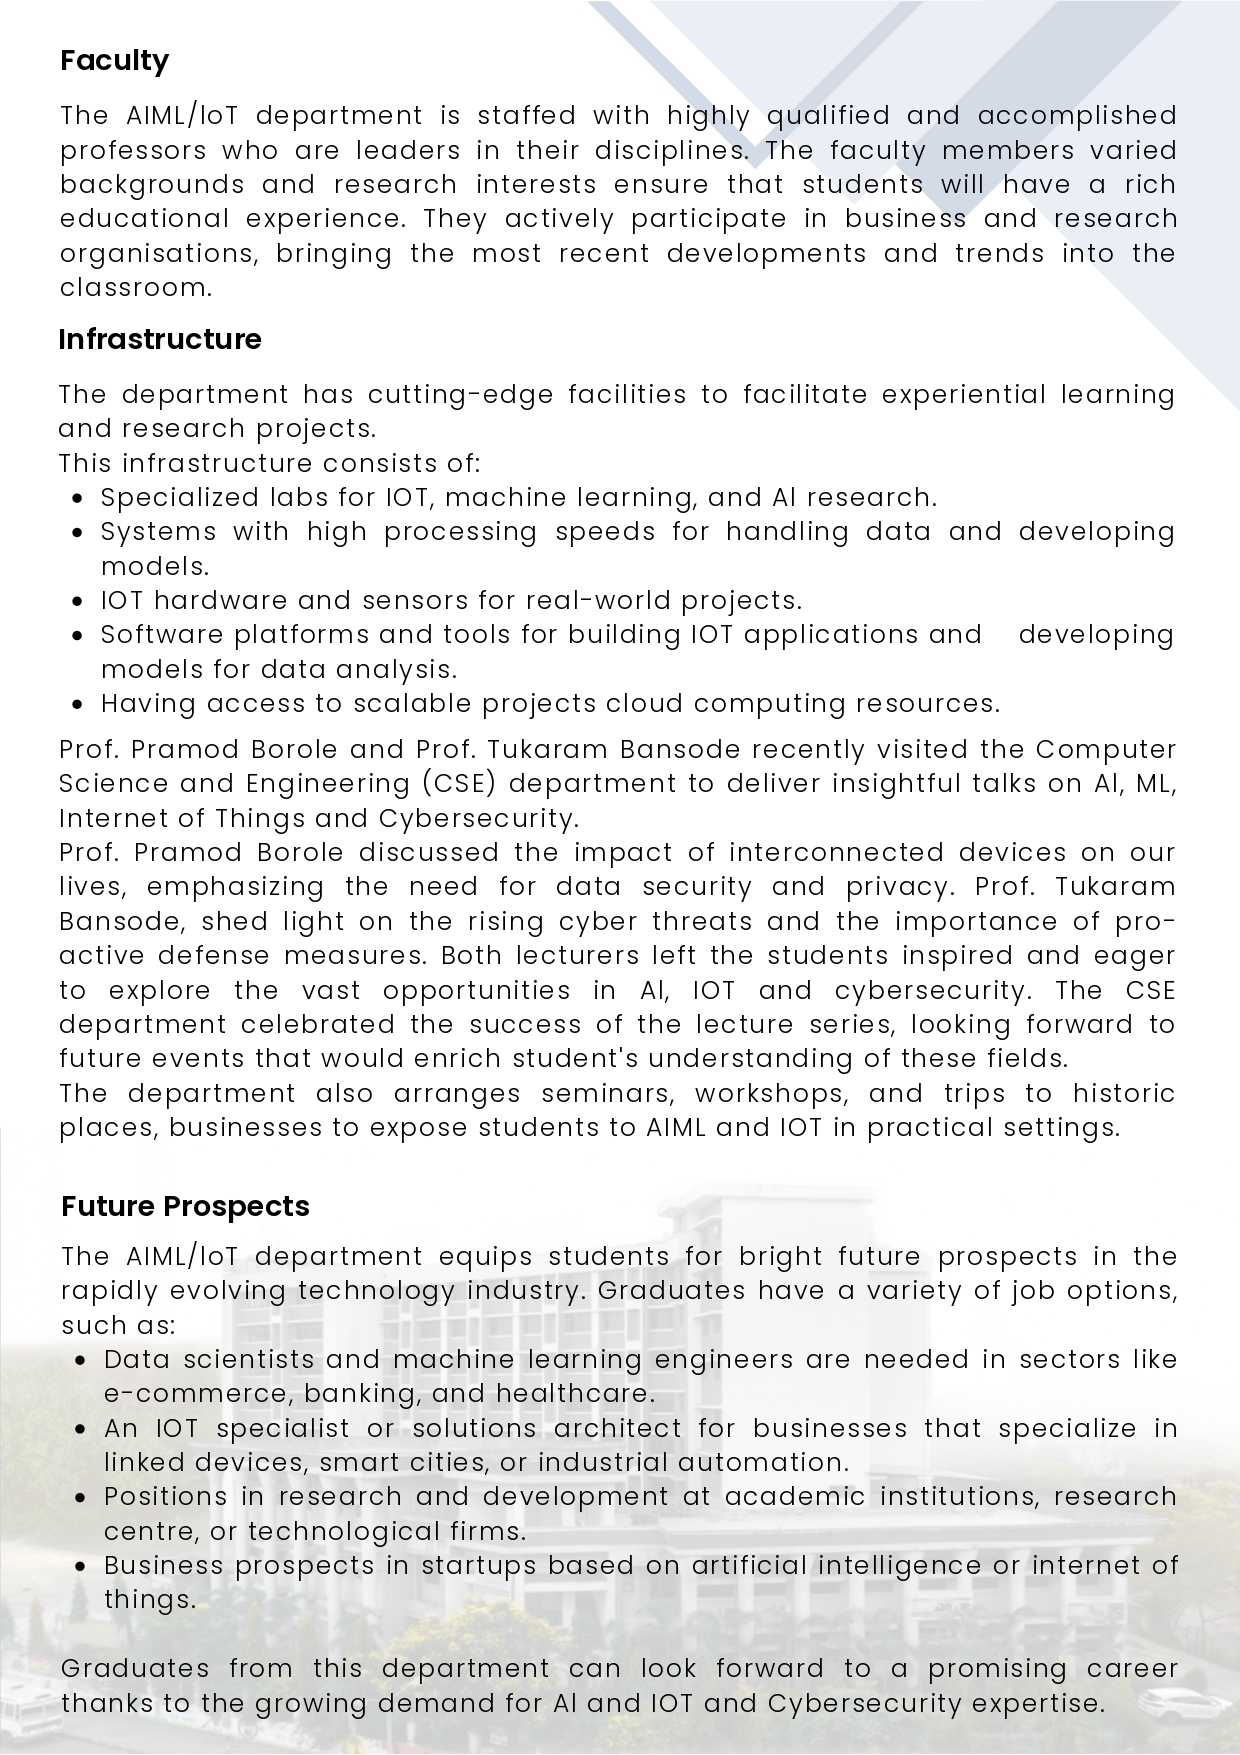 Faculty
The AIML/IoT department is staffed with highly qualified and accomplished
professors who are leaders in their disciplines. The faculty members varied
backgrounds and research interests ensure that students will have a rich
educational experience. They actively participate in business and research
organisations, bringing the most recent developments and trends into the
classroom.
Infrastructure
The department has cutting-edge facilities to facilitate experiential learning
and research projects.
This infrastructure consists of:
• Specialized labs for IOT, machine learning, and AI research.
• Systems with high processing speeds for handling data and developing
models.
• IOT hardware and sensors for real-world projects.
• Software platforms and tools for building IOT applications and developing
models for data analysis.
• Having access to scalable projects cloud computing resources.
Prof. Pramod Borole and Prof. Tukaram Bansode recently visited the Computer
Science and Engineering (CSE) department to deliver insightful talks on AI, ML,
Internet of Things and Cybersecurity.
Prof. Pramod Borole discussed the impact of interconnected devices on our
lives, emphasizing the need for data security and privacy. Prof. Tukaram
Bansode, shed light on the rising cyber threats and the importance of pro-
active defense measures. Both lecturers left the students inspired and eager
to explore the vast opportunities in AI, IOT and cybersecurity. The CSE
department celebrated the success of the lecture series, looking forward to
future events that would enrich student's understanding of these fields.
The department also arranges seminars, workshops, and trips to historic
places, businesses to expose students to AIML and IOT in practical settings.
Future Prospects
The AIML/IoT department equips students for bright future prospects in the
rapidly evolving technology industry. Graduates have a variety of job options,
such as:
• Data scientists and machine learning engineers are needed in sectors like
e-commerce, banking, and healthcare.
• An IOT specialist or solutions architect for businesses that specialize in
linked devices, smart cities, or industrial automation.
• Positions in research and development at academic institutions, research
centre, or technological firms.
• Business prospects in startups based on artificial intelligence or internet of
things.
Graduates from this department can look forward to a promising career
thanks to the growing demand for AI and IOT and Cybersecurity expertise.